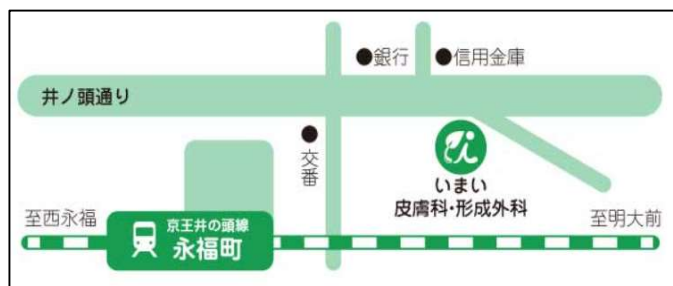 ●銀行
●信用金庫
井ノ頭通り
●交番
いまい
皮膚科・形成外科
至西永福
京王井の頭線
永福町
至明大前